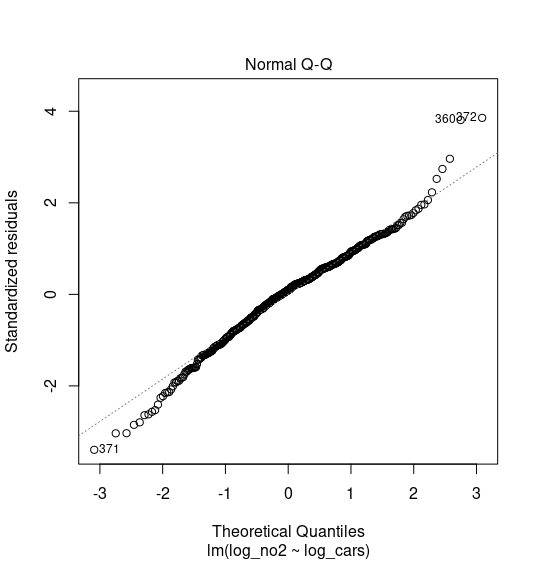 Normal Q-Q
Standardized residuals
4
2
0
-2
360
372
371
-3 -2 -1 0 1 2 3
Theoretical Quantiles
lm(log_no2 ~ log_cars)